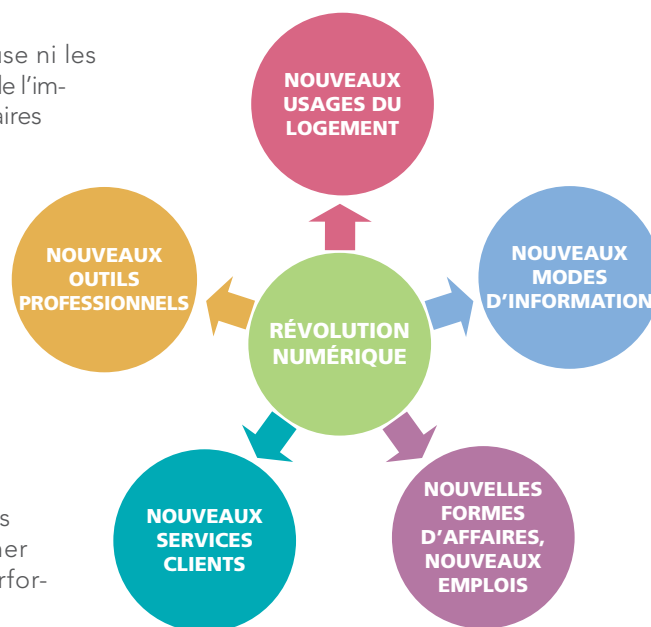 use ni les
de l'im-
aires
NOUVEAUX
USAGES DU
LOGEMENT
NOUVEAUX
OUTILS
PROFESSIONNELS
NOUVEAUX
MODES
D'INFORMATION
RÉVOLUTION
NUMÉRIQUE
NOUVEAUX
SERVICES
CLIENTS
NOUVELLES
FORMES
D'AFFAIRES,
NOUVEAUX
EMPLOIS
s
ner
rfor-